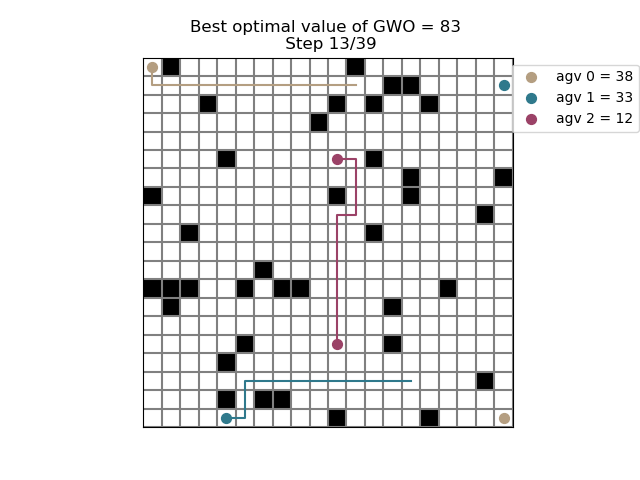 Best optimal value of GWO = 83
Step 13/39
agv 0 = 38
agv 1 = 33
agv 2 = 12